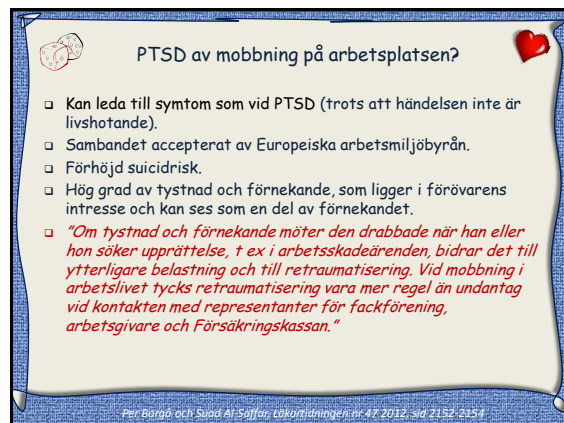 PTSD av mobbning på arbetsplatsen?
Kan leda till symtom som vid PTSD (trots att händelsen inte är
livshotande).
Sambandet accepterat av Europeiska arbetsmiljöbyrån.
Förhöjd suicidrisk.
Hög grad av tystnad och förnekande, som ligger i förövarens
intresse och kan ses som en del av förnekandet.
"Om tystnad och förnekande möter den drabbade när han eller
hon söker upprättelse, t ex i arbetsskadeärenden, bidrar det till
ytterligare belastning och till retraumatisering. Vid mobbning i
arbetslivet tycks retraumatisering vara mer regel än undantag
vid kontakten med representanter för fackförening,
arbetsgivare och Försäkringskassan."
Per Borgå och Suad Al-Saffar, Läkartidningen nr 47 2012, sid 2152-2154